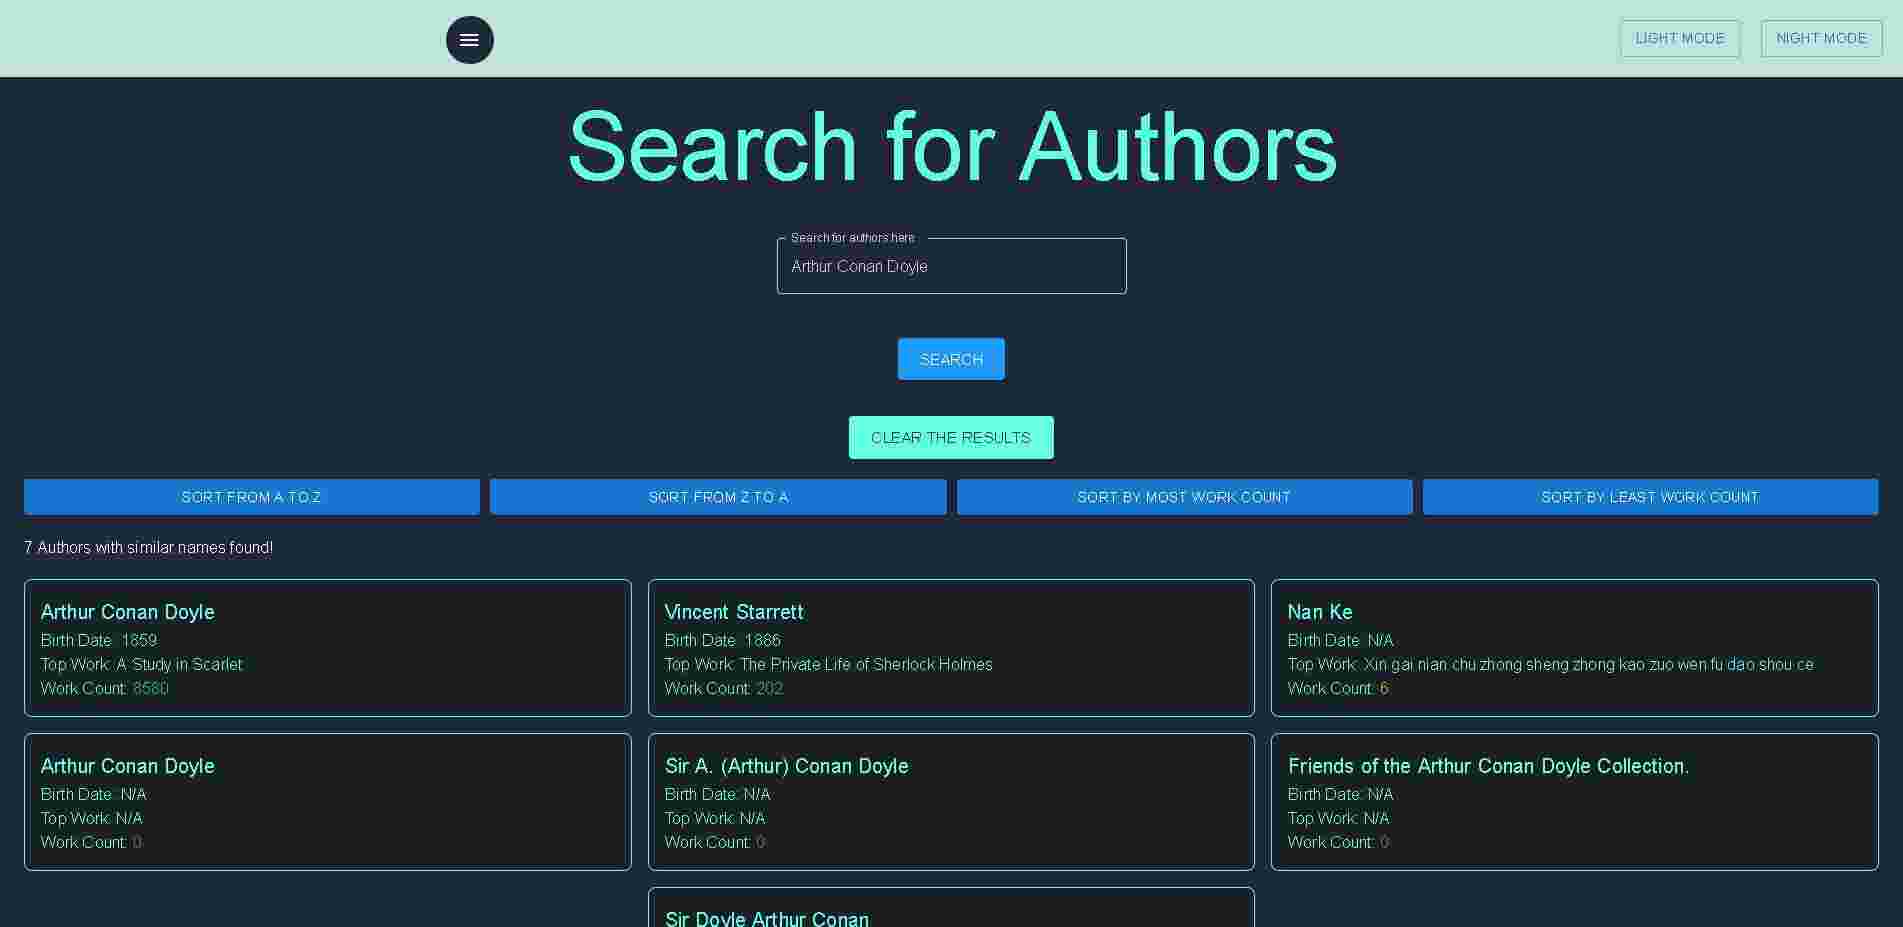 LIGHT MODE
NIGHT MODE
Search for Authors
Search for authors here
Arthur Conan Doyle
SEARCH
CLEAR THE RESULTS
SORT FROM A TO Z
SORT FROM Z TO A
SORT BY MOST WORK COUNT
SORT BY LEAST WORK COUNT
7 Authors with similar names found!
Arthur Conan Doyle
Birth Date: 1859
Top Work: A Study in Scarlet
Work Count: 8580
Vincent Starrett
Birth Date: 1886
Top Work: The Private Life of Sherlock Holmes
Work Count: 202
Nan Ke
Birth Date: N/A
Top Work: Xin gai nian chu zhong sheng zhong kao zuo wen fu dao shou ce
Work Count: 6
Arthur Conan Doyle
Birth Date: N/A
Top Work: N/A
Work Count: 0
Sir A. (Arthur) Conan Doyle
Birth Date: N/A
Top Work: N/A
Work Count: 0
Friends of the Arthur Conan Doyle Collection.
Birth Date: N/A
Top Work: N/A
Work Count: 0
Sir Doyle Arthur Conan